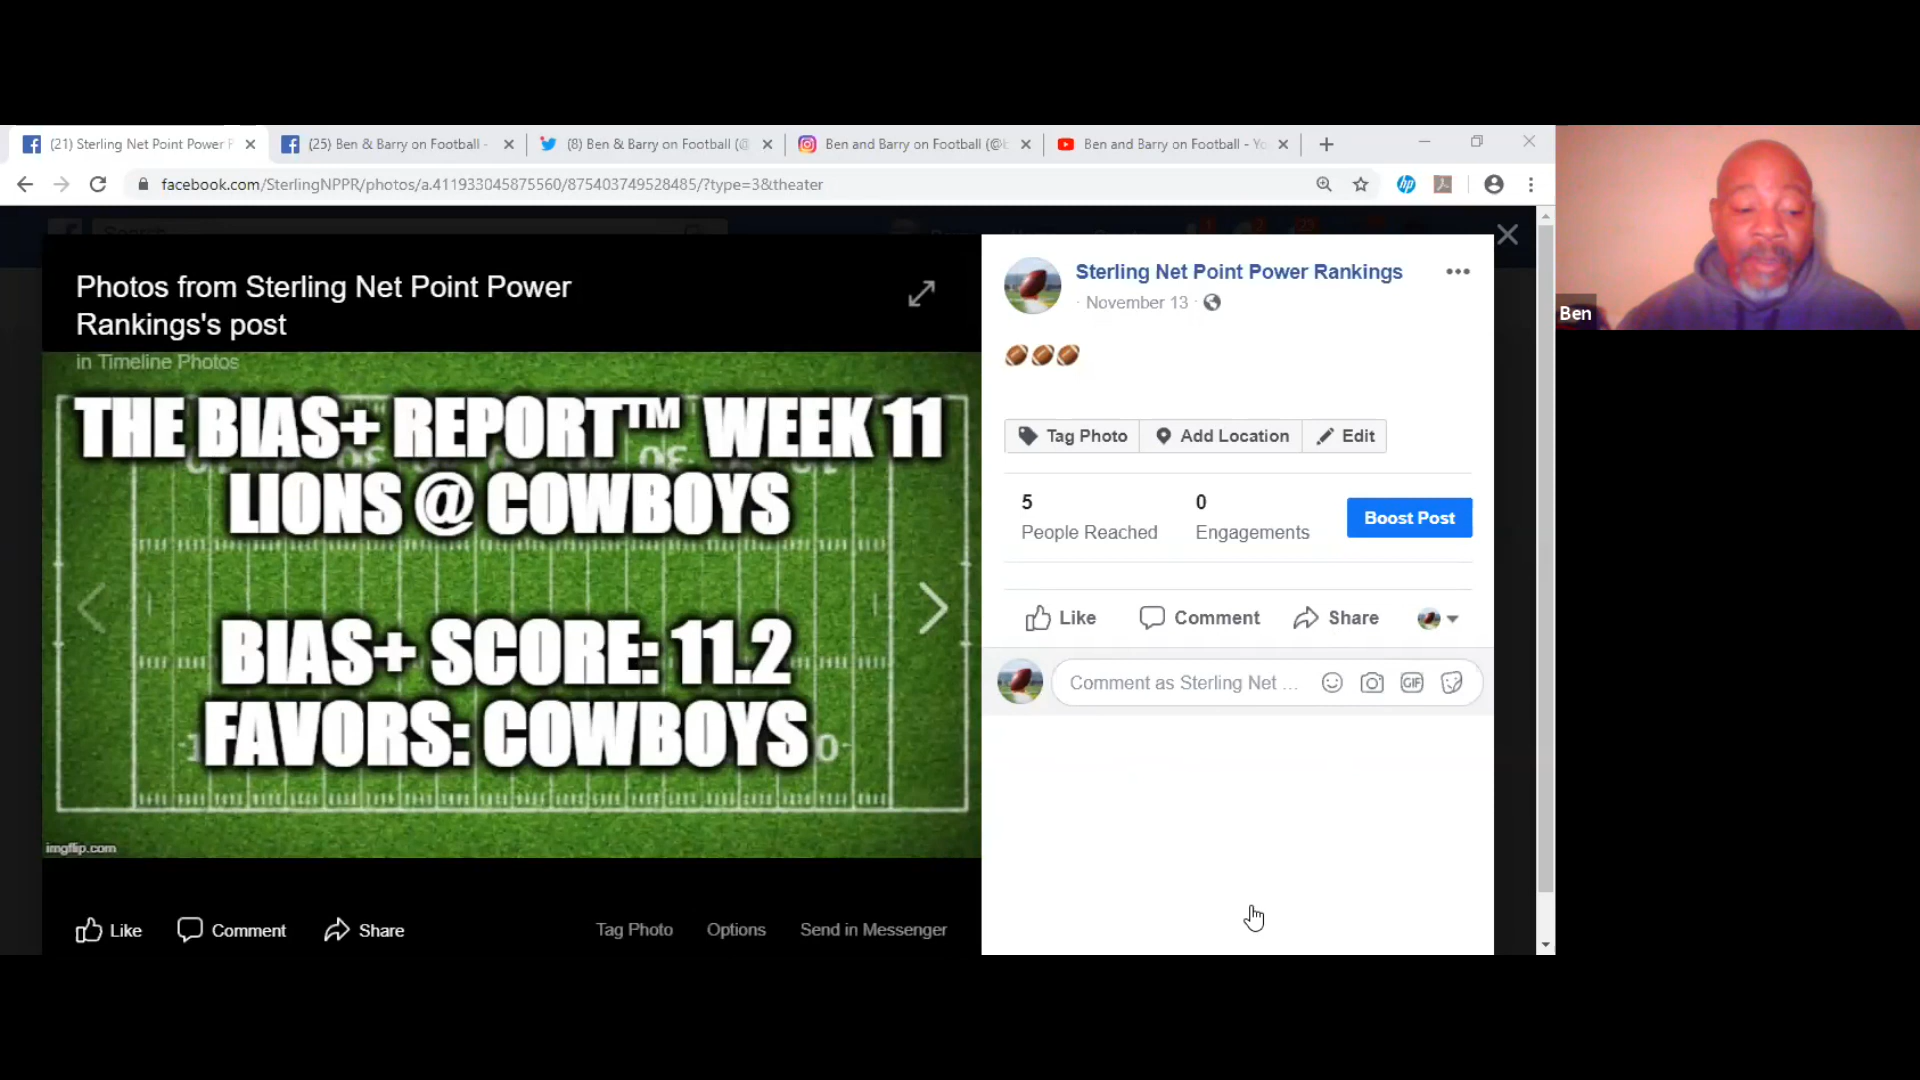 (21) Sterling Net Point Power
(25) Ben & Barry on Football -
(8) Ben & Barry on Football (@
Ben and Barry on Football (@b
Ben and Barry on Football - Yo
facebook.com/SterlingNPPR/photos/a.411933045875560/875403749528485/?type=3&theater
Search
Photos from Sterling Net Point Power
Rankings's post
in Timeline Photos
THE BIAS+ REPORT™ WEEK 11
LIONS @ COWBOYS
BIAS+ SCORE: 11.2
FAVORS: COWBOYS
imgflip.com
Like
Comment
Share
Tag Photo
Options
Send in Messenger
Sterling Net Point Power Rankings
· November 13 ·
Tag Photo
Add Location
Edit
5
People Reached
0
Engagements
Boost Post
Like
Comment
Share
Comment as Sterling Net ...
GIF
Ben